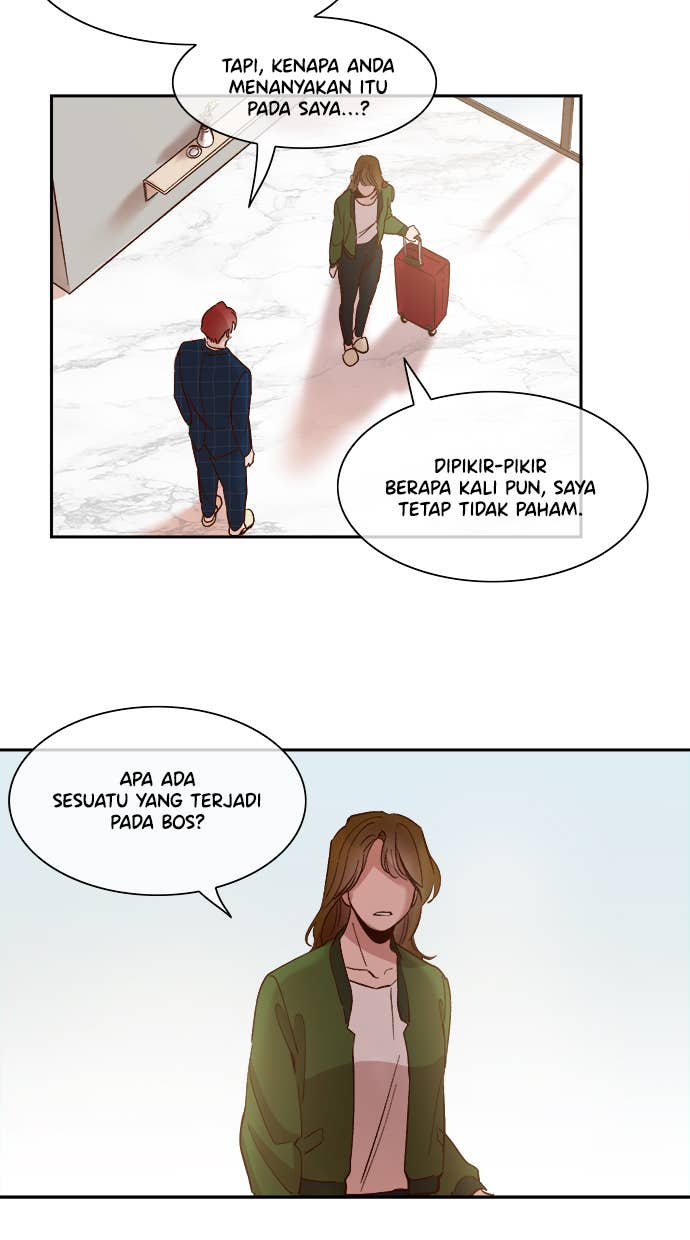 TAPI, KENAPA ANDA
MENANYAKAN ITU
PADA SAYA...?
DIPIKIR-PIKIR
BERAPA KALI PUN, SAYA
TETAP TIDAK PAHAM.
APA ADA
SESUATU YANG TERJADI
PADA BOS?